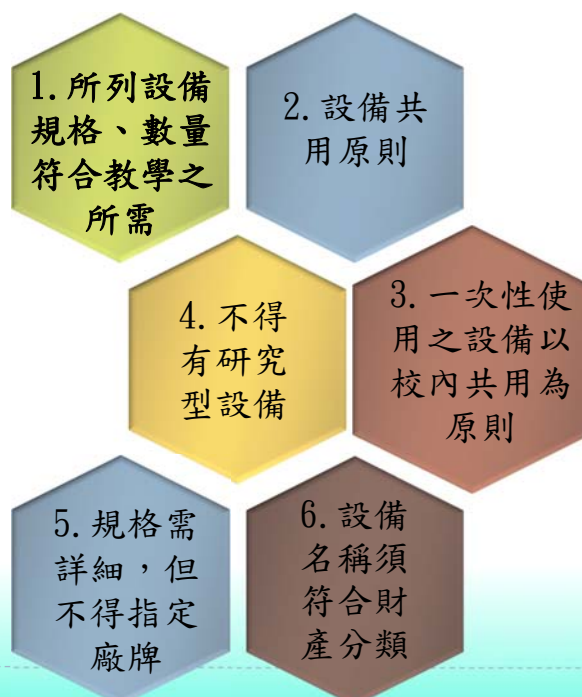 1.所列設備
規格、數量
符合教學之
所需
2.設備共
用原則
3.一次性使
用之設備以
校內共用為
原則
4.不得
有研究
型設備
5.規格需
詳細，但
不得指定
廠牌
6.設備
名稱須
符合財
產分類